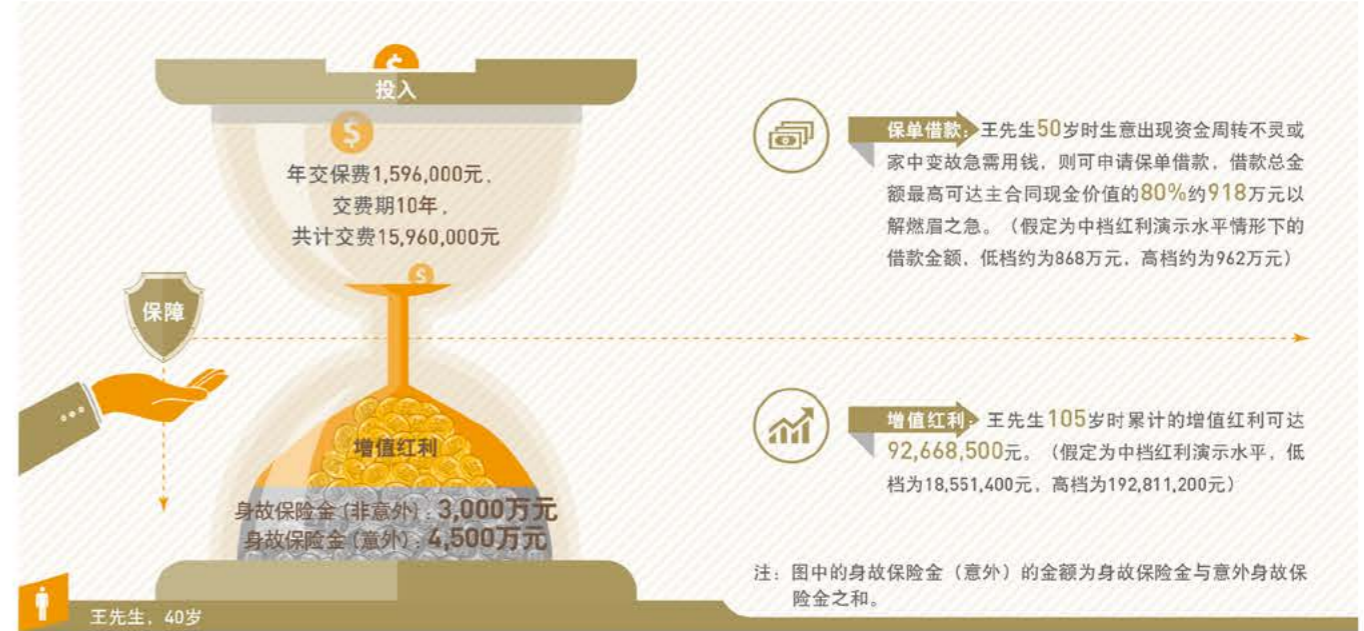 投入
年交保费1,596,000元，
交费期10年，
共计交费15,960,000元
保障
增值红利
身故保险金（非意外）：3,000万元
身故保险金（意外）：4,500万元
王先生，40岁
保单借款：王先生50岁时生意出现资金周转不灵或
家中变故急需用钱，则可申请保单借款，借款总金
额最高可达主合同现金价值的80%约918万元以
解燃眉之急。（假定为中档红利演示水平情形下的
借款金额，低档约为868万元，高档约为962万元）
增值红利：王先生105岁时累计的增值红利可达
92,668,500元。（假定为中档红利演示水平，低
档为18,551,400元，高档为192,811,200元）
注：图中的身故保险金（意外）的金额为身故保险金与意外身故保
险金之和。